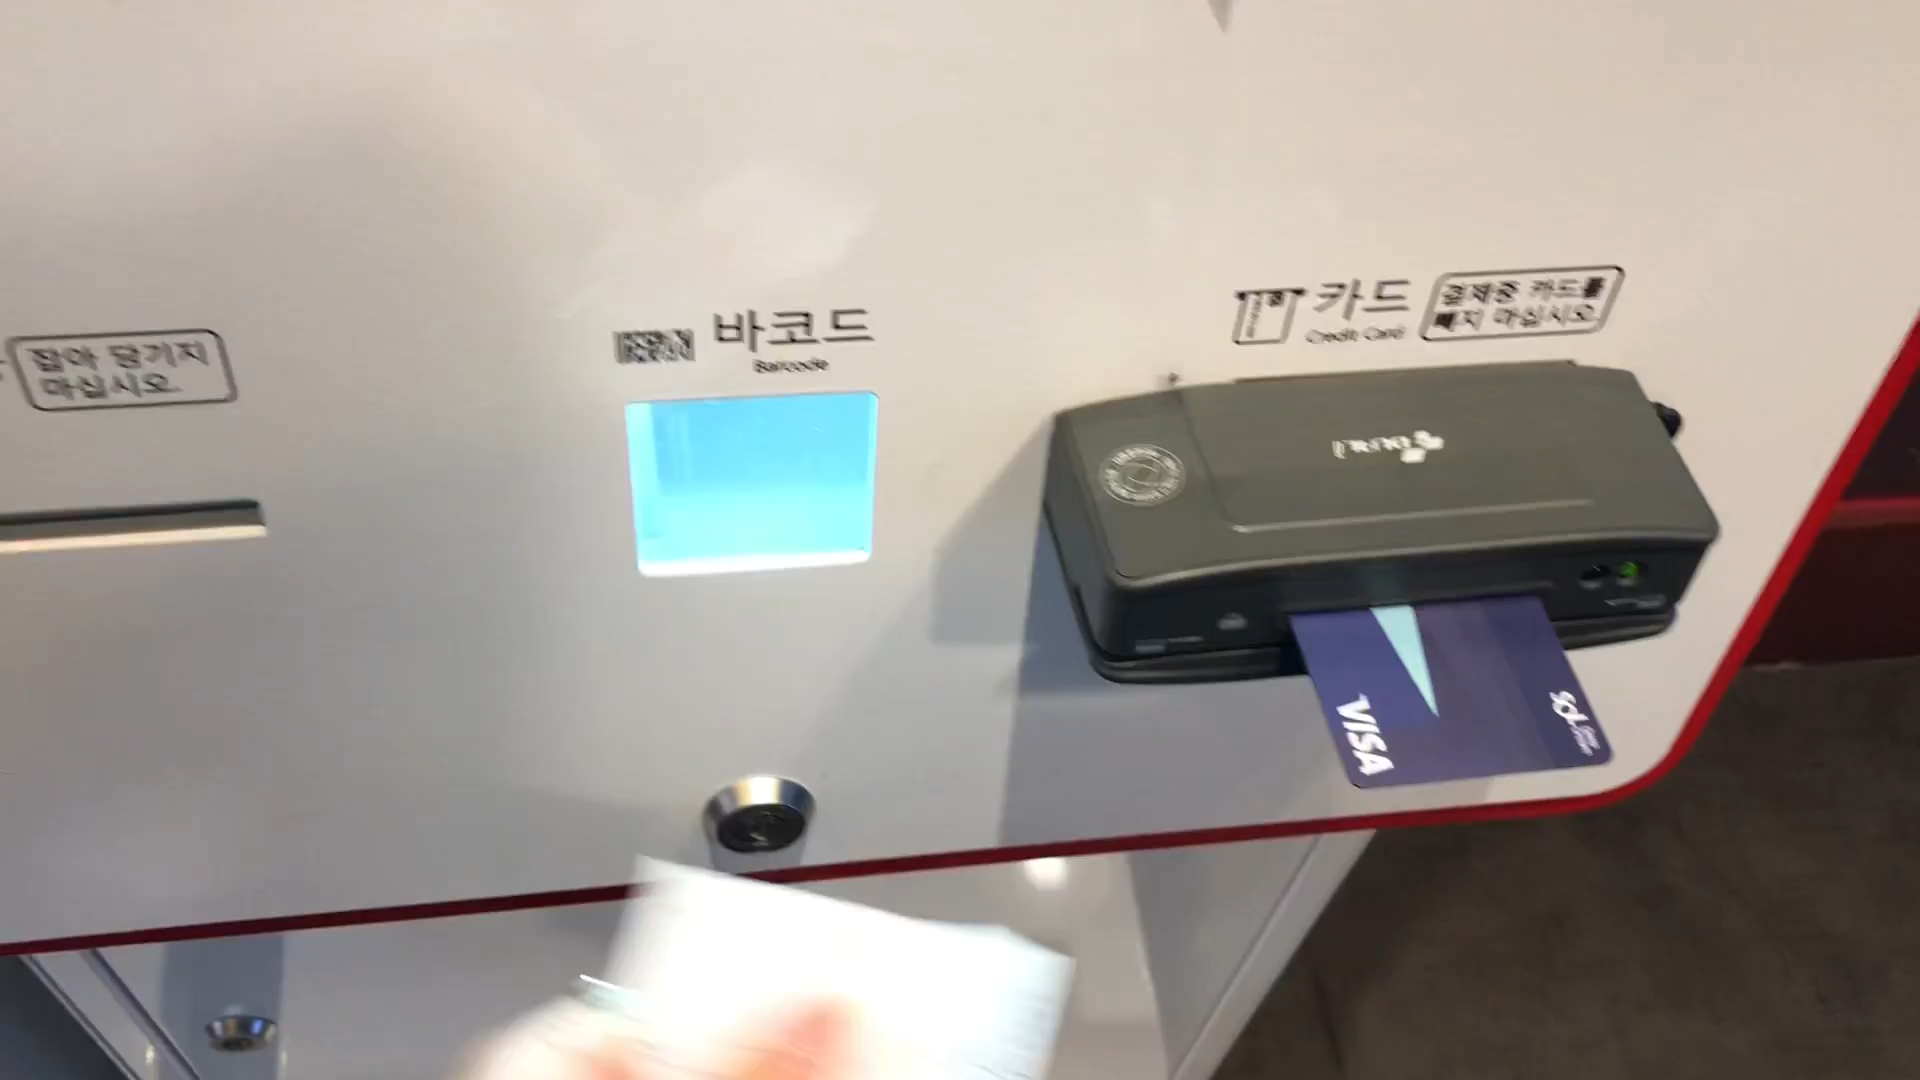 잡아 당기지
마십시오.
바코드
Barcode
카드
Credit Card
결제중 카드를
빼지 마십시오.
VISA